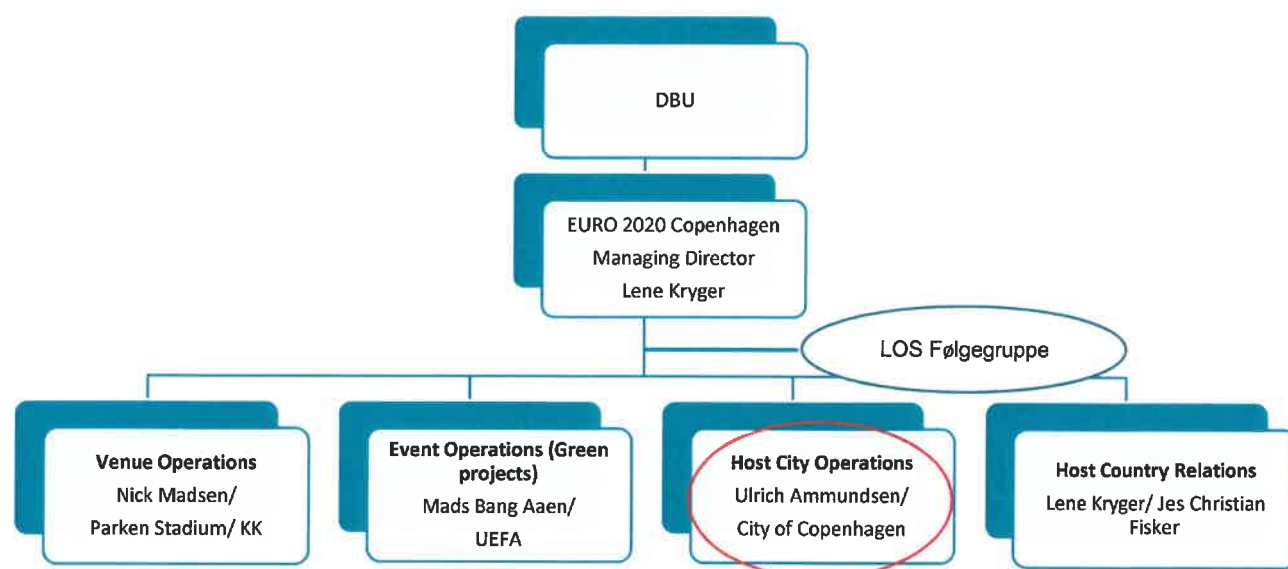 DBU
EURO 2020 Copenhagen
Managing Director
Lene Kryger
LOS Følgegruppe
Venue Operations
Nick Madsen/
Parken Stadium/ KK
Event Operations (Green
projects)
Mads Bang Aaen/
UEFA
Host City Operations
Ulrich Ammundsen/
City of Copenhagen
Host Country Relations
Lene Kryger/ Jes Christian
Fisker